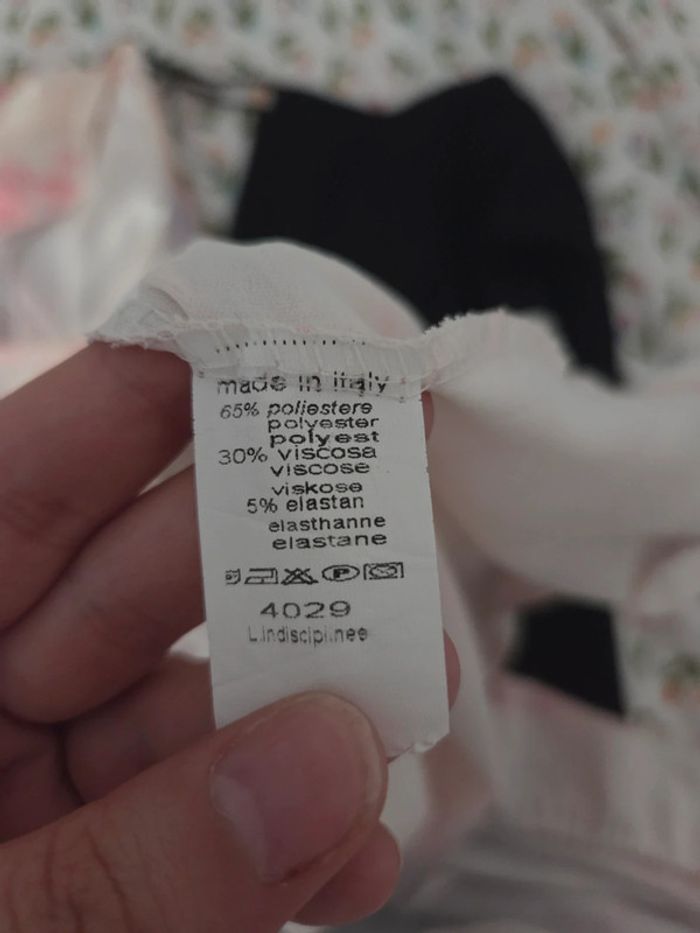 made in italy
65% poliestere
polyester
polyest
30% viscosa
viscose
viskose
5% elastan
elasthanne
elastane
P
4029
L.indiscipl.nee